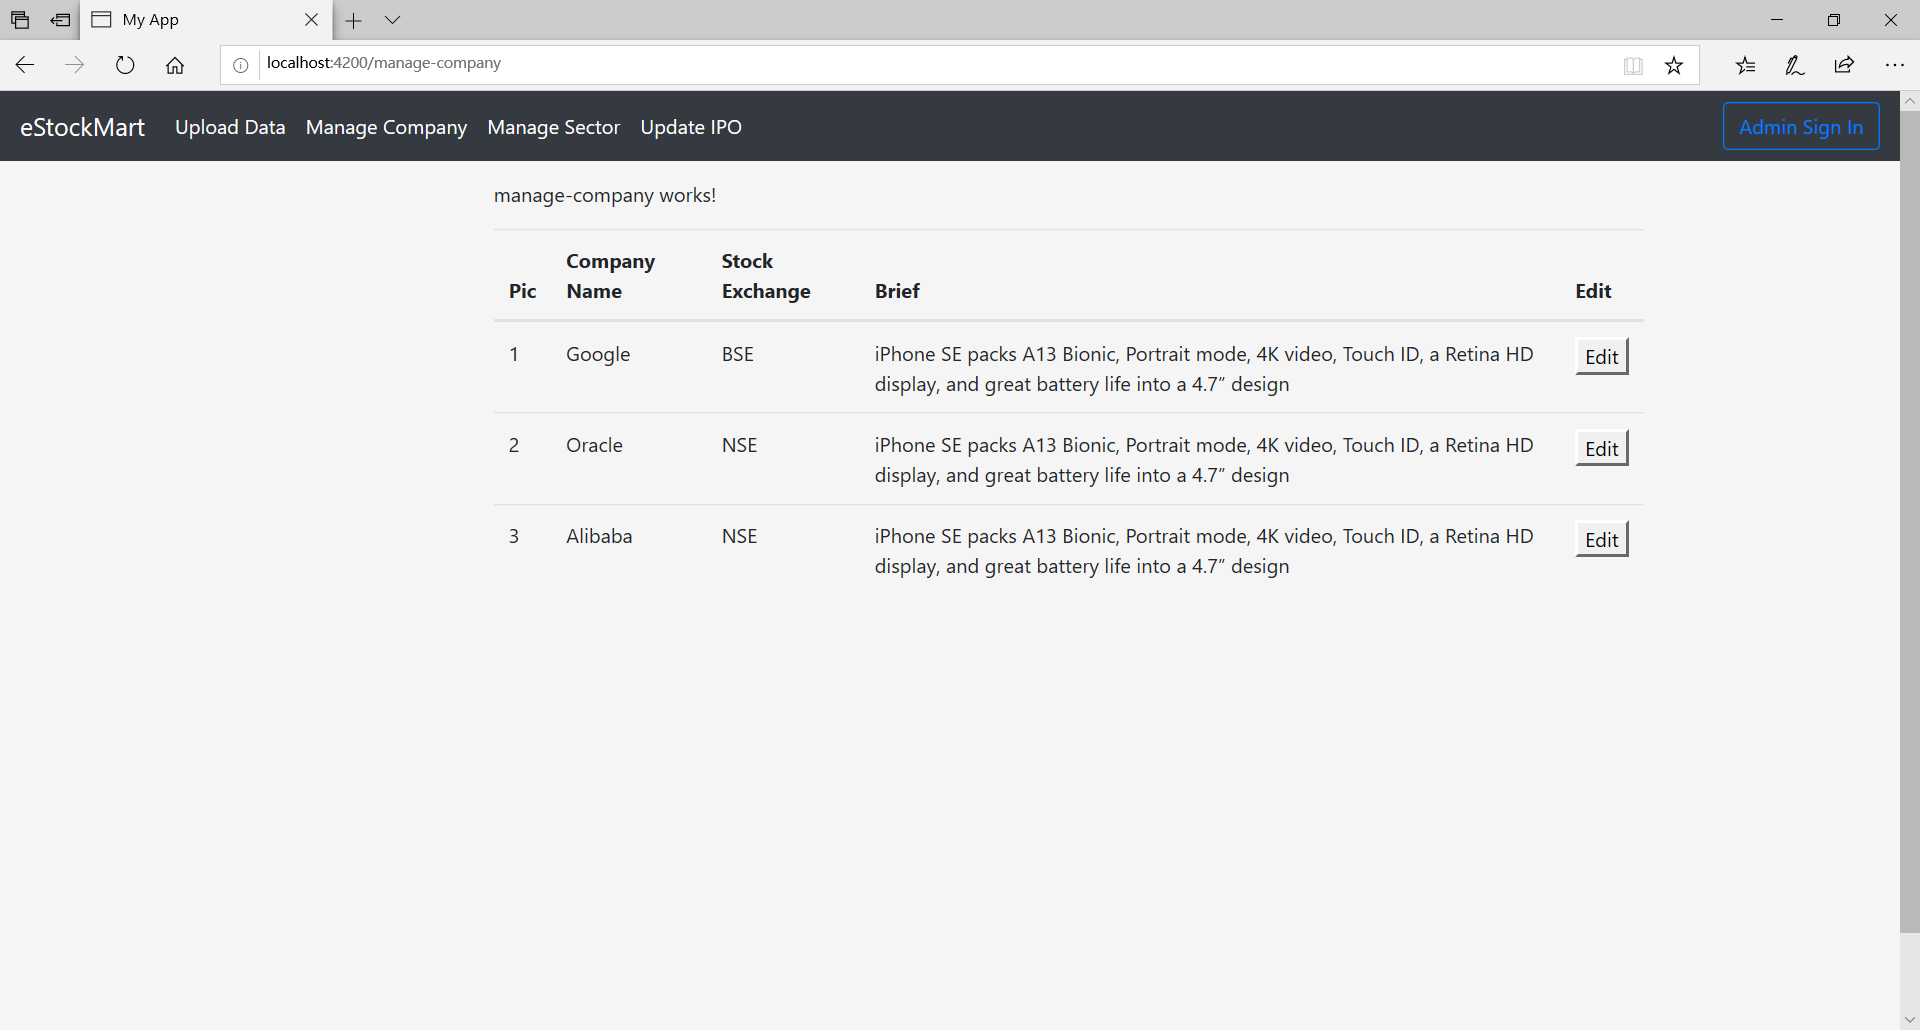 My App
localhost:4200/manage-company
eStockMart Upload Data Manage Company Manage Sector Update IPO Admin Sign In
manage-company works!
Pic Company Name Stock Exchange Brief Edit
1 Google BSE iPhone SE packs A13 Bionic, Portrait mode, 4K video, Touch ID, a Retina HD Edit
display, and great battery life into a 4.7” design
2 Oracle NSE iPhone SE packs A13 Bionic, Portrait mode, 4K video, Touch ID, a Retina HD Edit
display, and great battery life into a 4.7” design
3 Alibaba NSE iPhone SE packs A13 Bionic, Portrait mode, 4K video, Touch ID, a Retina HD Edit
display, and great battery life into a 4.7” design